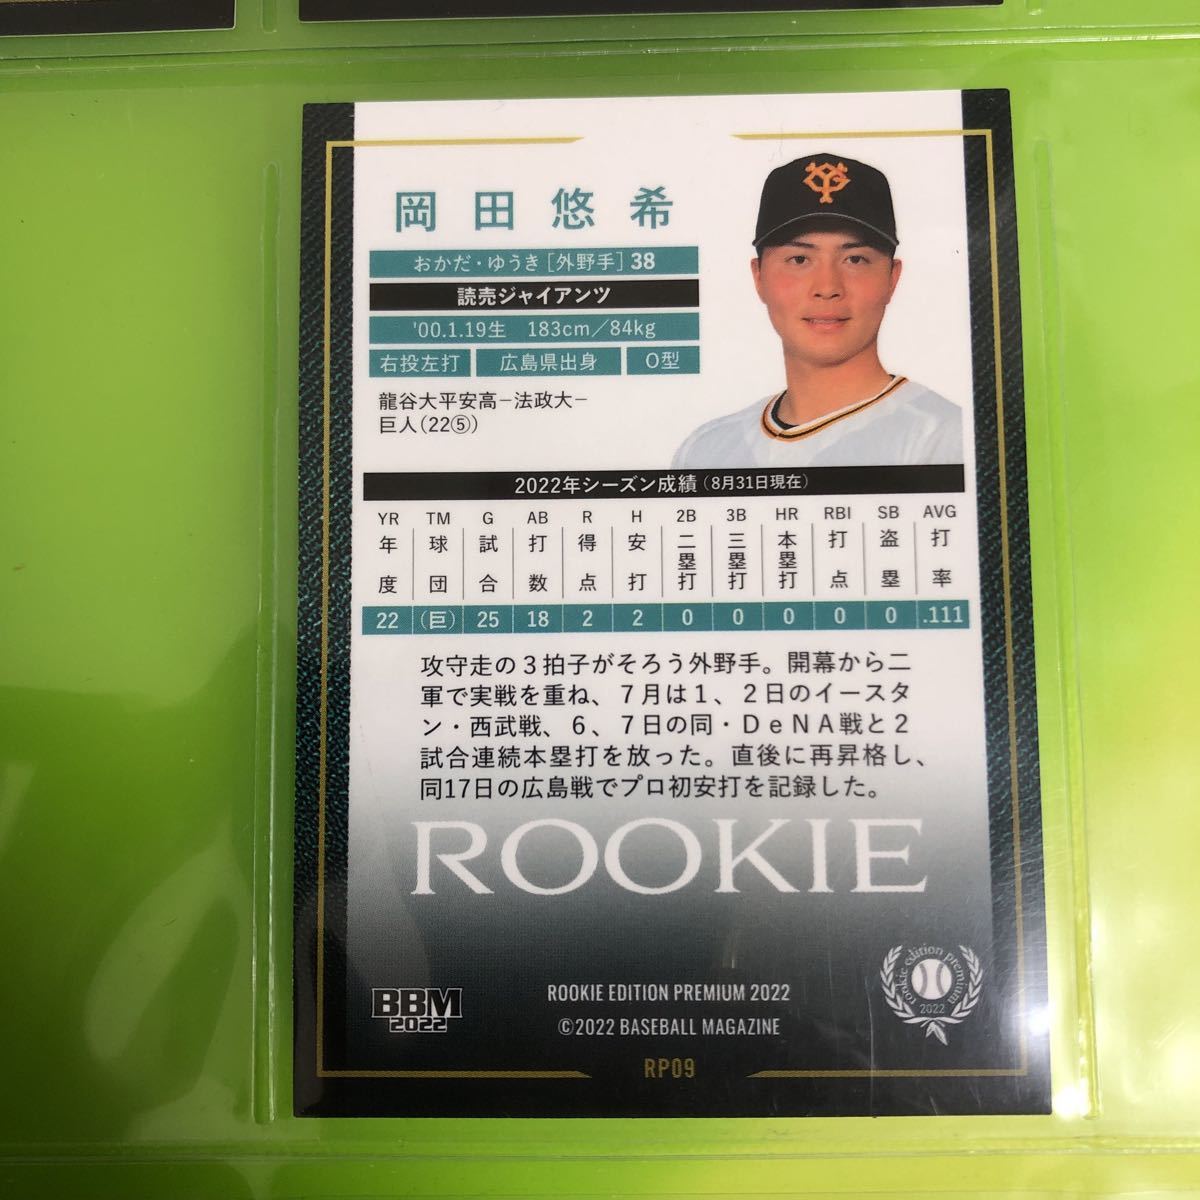 岡田悠希
おかだ・ゆうき［外野手］38
読売ジャイアンツ
'00.1.19生　183cm／84kg
右投左打　広島県出身　O型
龍谷大平安高－法政大－
巨人(22⑤)
2022年シーズン成績（8月31日現在）
YR TM G AB R H 2B 3B HR RBI SB AVG
年度 球団 試合 打数 得点 安打 二塁打 三塁打 本塁打 打点 盗塁 打率
22 （巨） 25 18 2 2 0 0 0 0 0 .111
攻守走の３拍子がそろう外野手。開幕から二
軍で実戦を重ね、７月は１、２日のイースタ
ン・西武戦、６、７日の同・ＤｅＮＡ戦と２
試合連続本塁打を放った。直後に再昇格し、
同17日の広島戦でプロ初安打を記録した。
ROOKIE
BBM
2022
ROOKIE EDITION PREMIUM 2022
©2022 BASEBALL MAGAZINE
rookie edition premium
2022
RP09